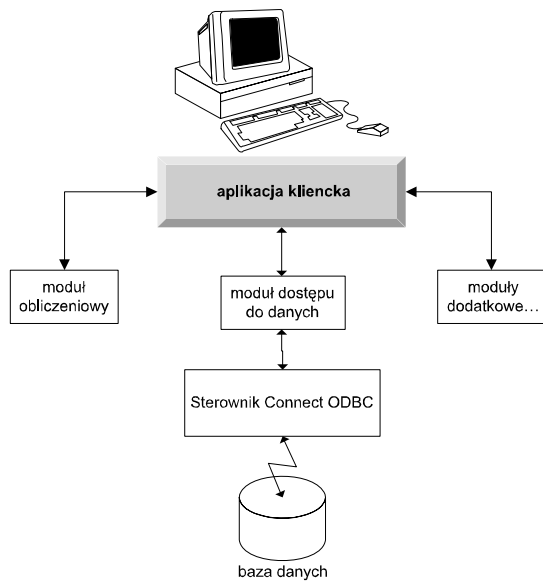 aplikacja kliencka
moduł
obliczeniowy
moduł dostępu
do danych
moduły
dodatkowe…
Sterownik Connect ODBC
baza danych